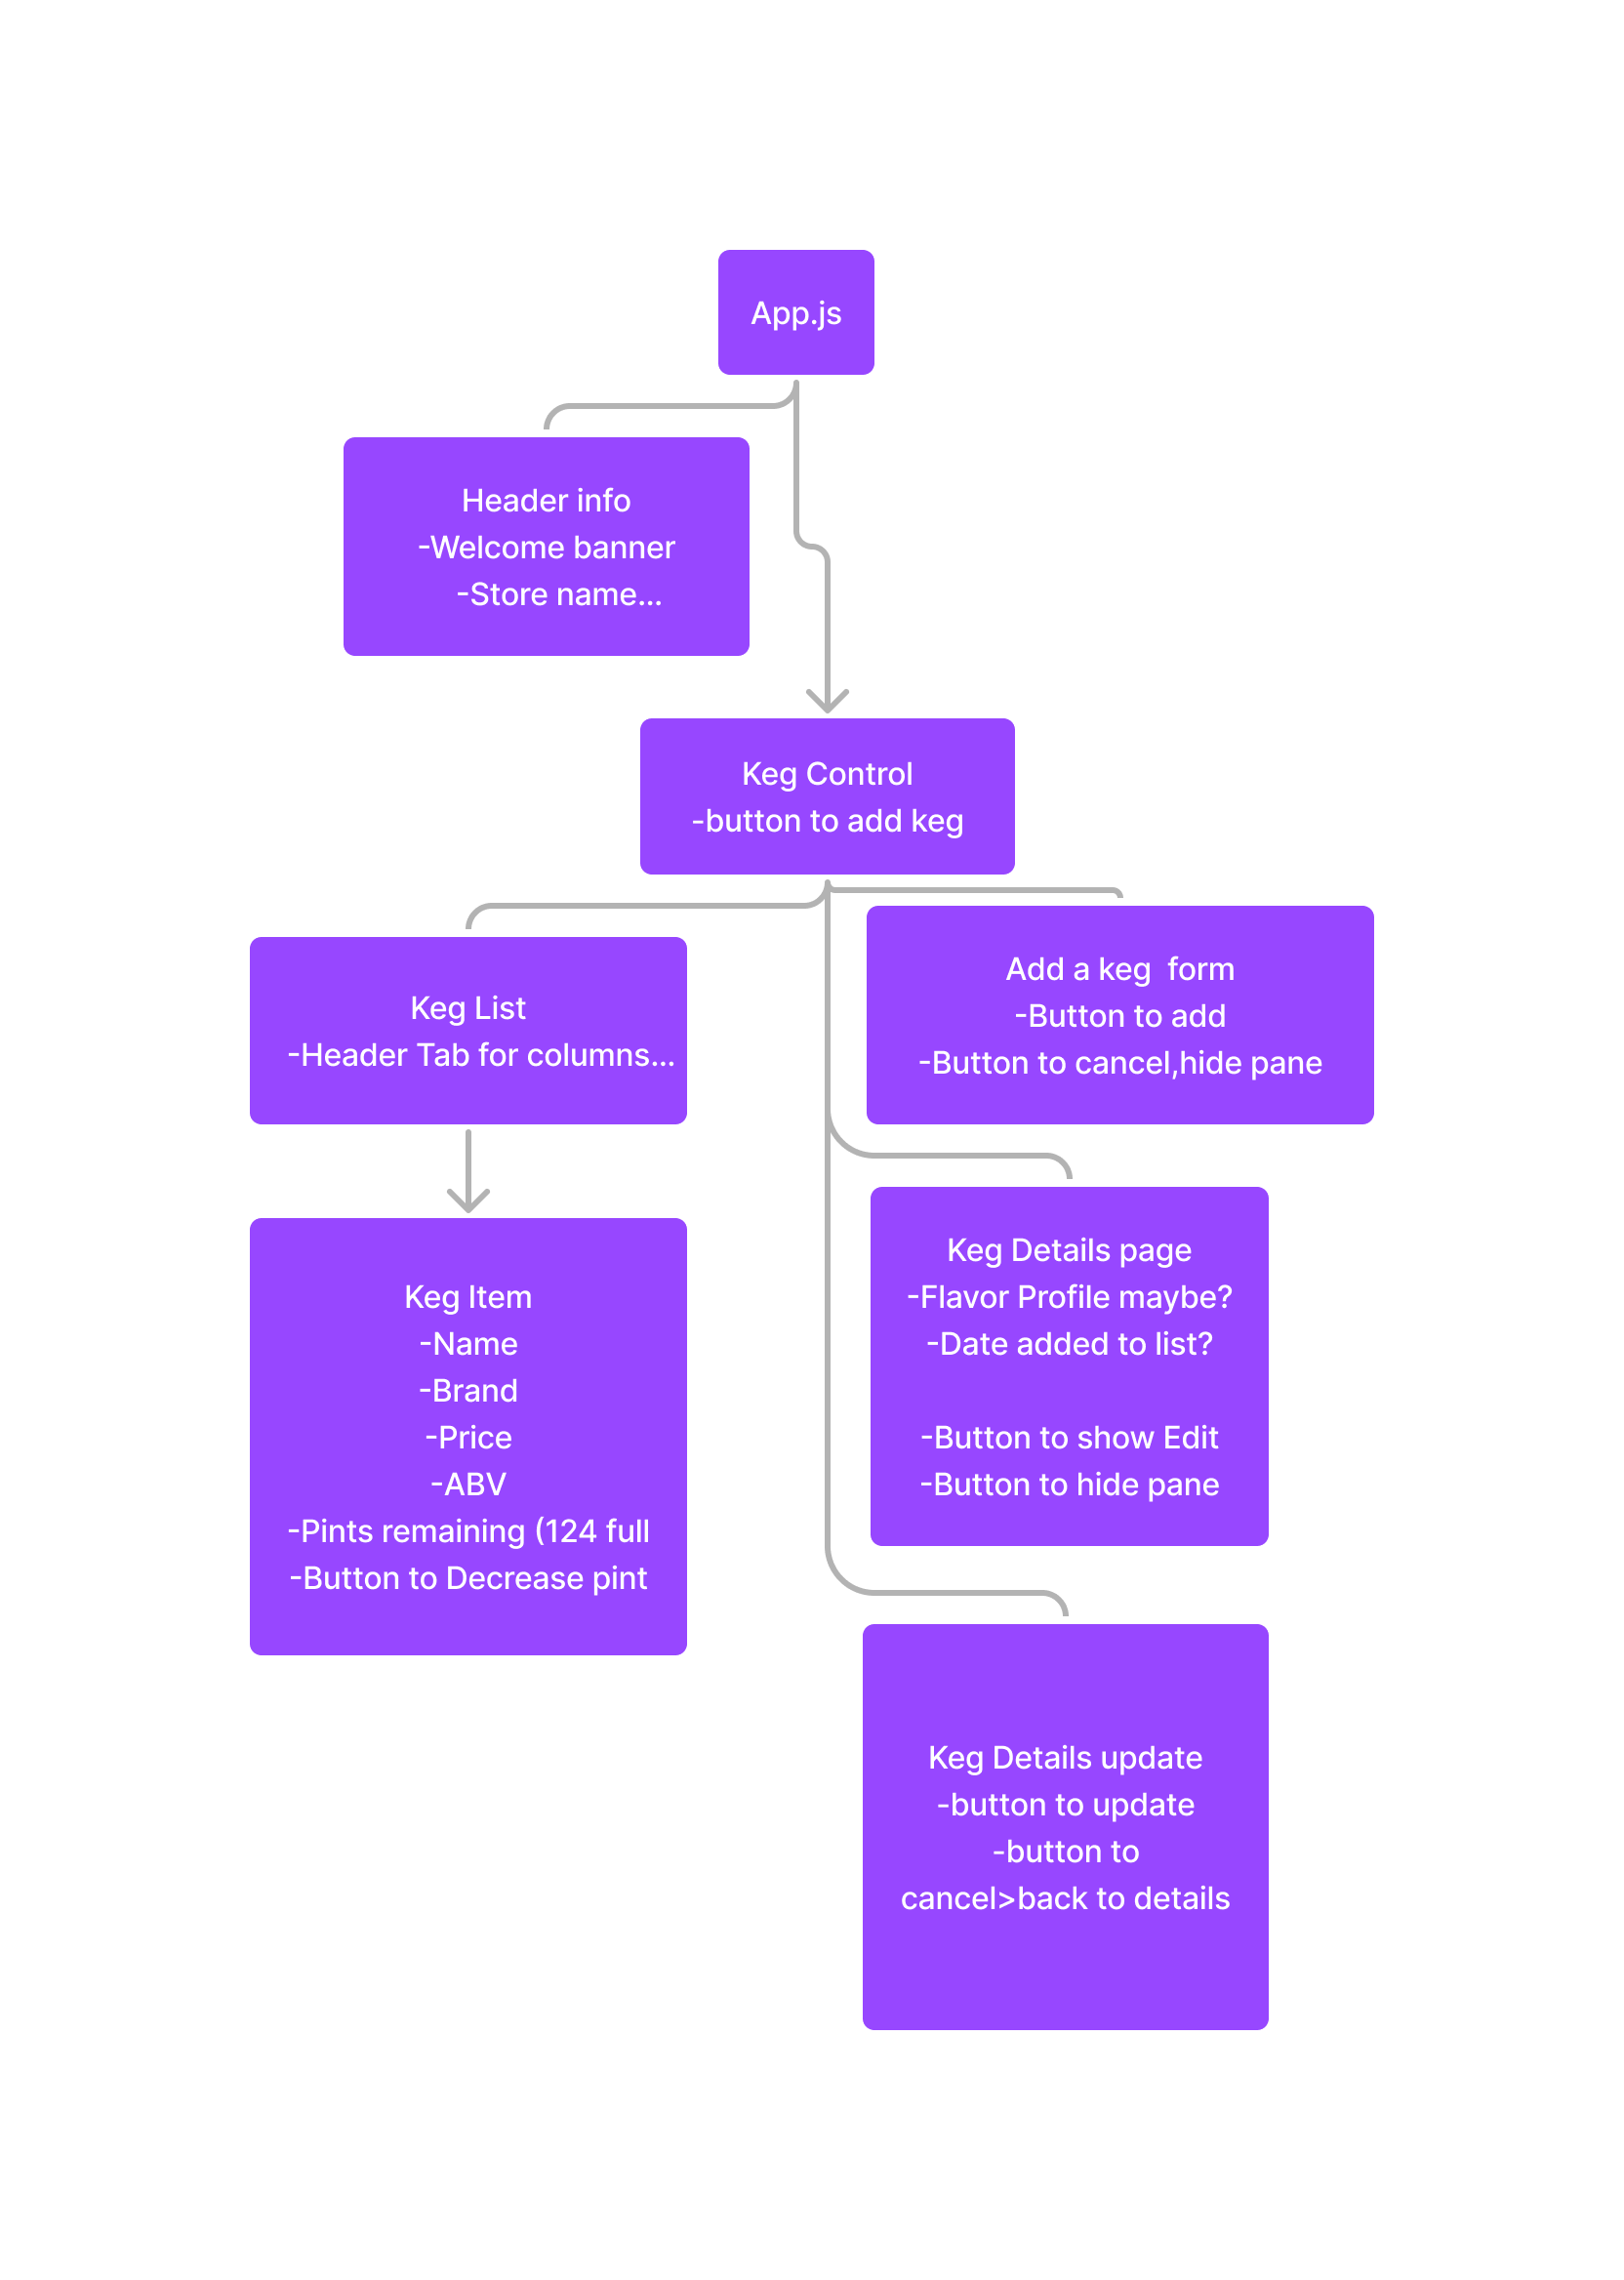 App.js
Header info
-Welcome banner
-Store name...
Keg Control
-button to add keg
Keg List
-Header Tab for columns...
Add a keg  form
-Button to add
-Button to cancel,hide pane
Keg Item
-Name
-Brand
-Price
-ABV
-Pints remaining (124 full
-Button to Decrease pint
Keg Details page
-Flavor Profile maybe?
-Date added to list?
-Button to show Edit
-Button to hide pane
Keg Details update
-button to update
-button to
cancel>back to details